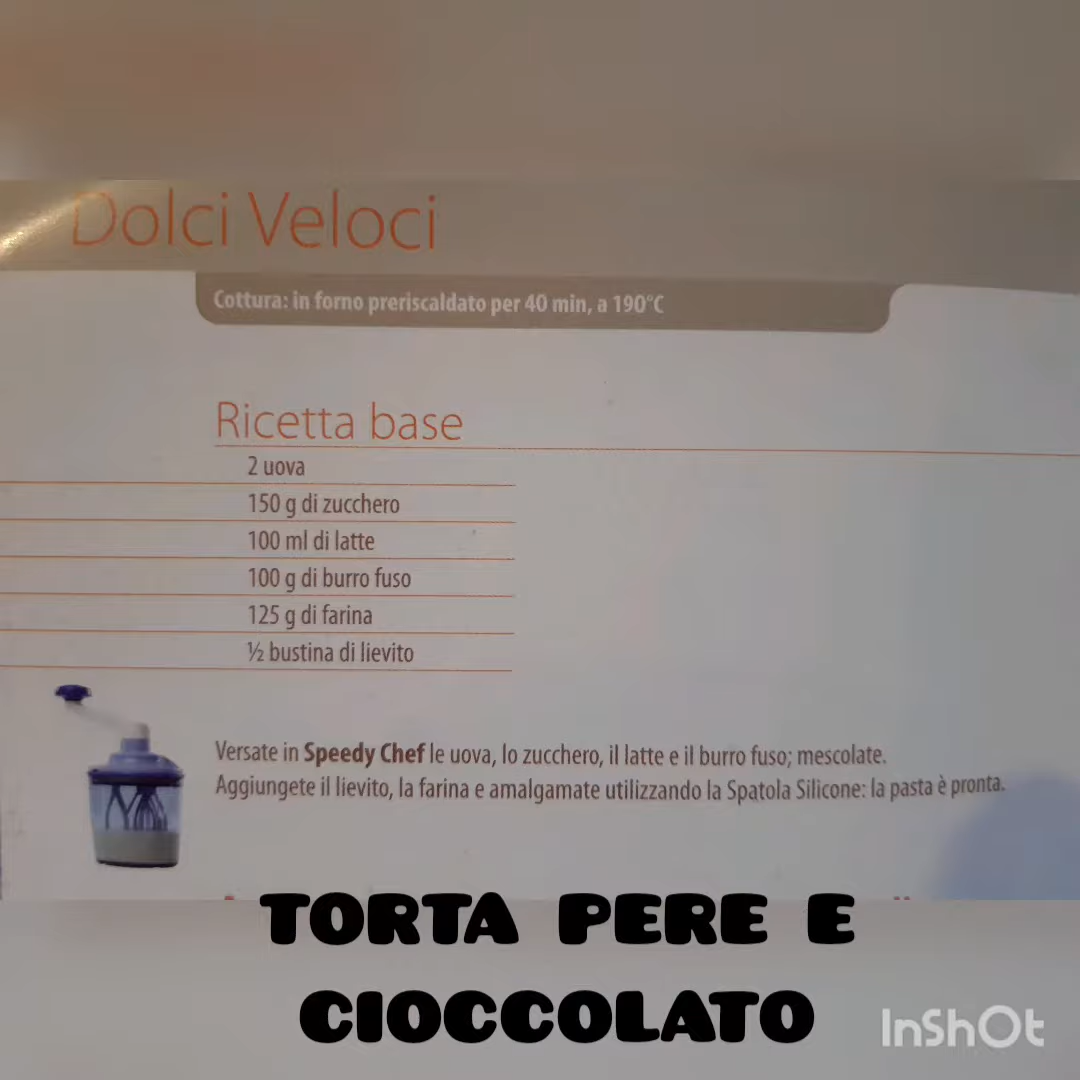 Dolci Veloci
Cottura: in forno preriscaldato per 40 min, a 190°C
Ricetta base
2 uova
150 g di zucchero
100 ml di latte
100 g di burro fuso
125 g di farina
½ bustina di lievito
Versate in Speedy Chef le uova, lo zucchero, il latte e il burro fuso; mescolate.
Aggiungete il lievito, la farina e amalgamate utilizzando la Spatola Silicone: la pasta è pronta.
TORTA PERE E
CIOCCOLATO
InShOt